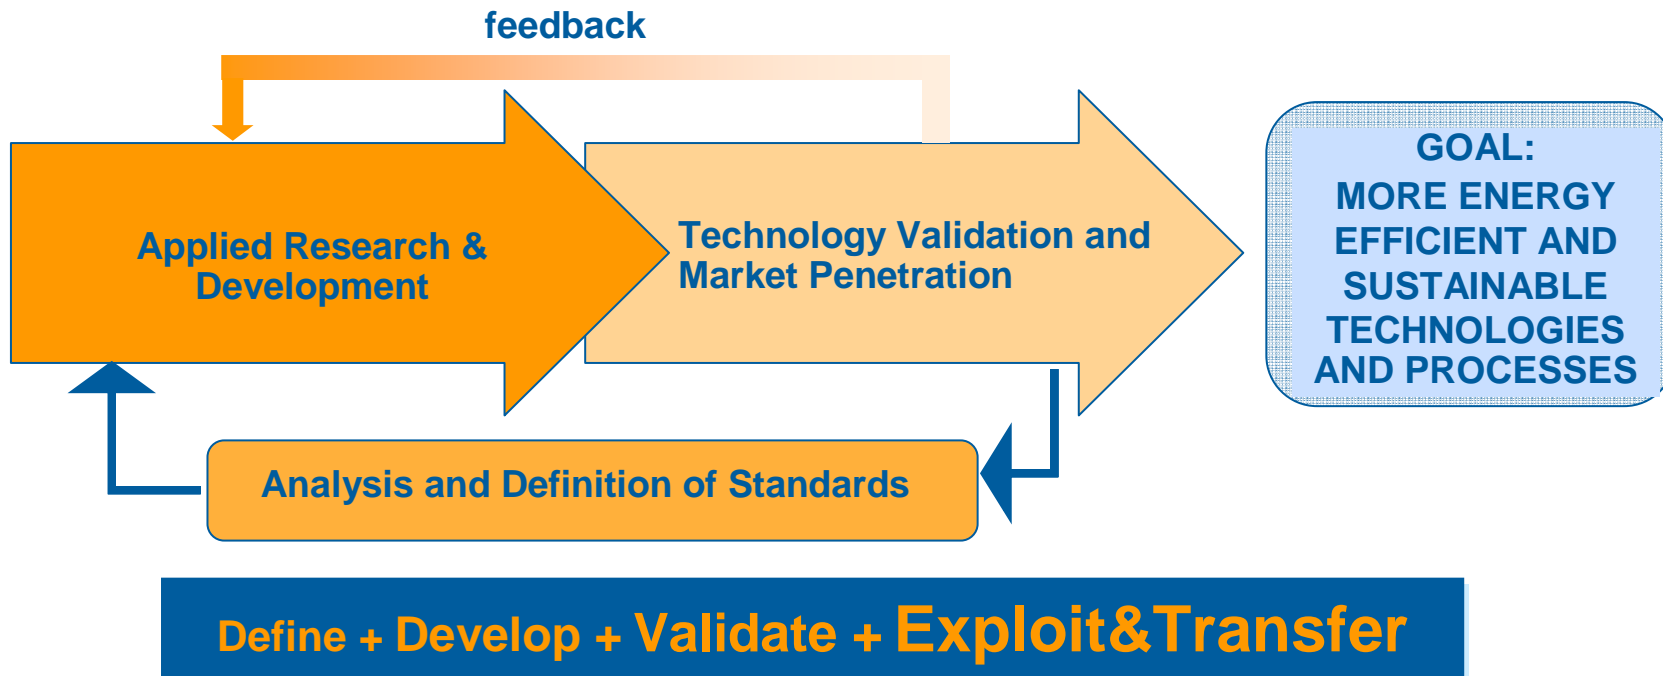 feedback
Applied Research &
Development
Technology Validation and
Market Penetration
GOAL:
MORE ENERGY
EFFICIENT AND
SUSTAINABLE
TECHNOLOGIES
AND PROCESSES
Analysis and Definition of Standards
Define + Develop + Validate + Exploit&Transfer